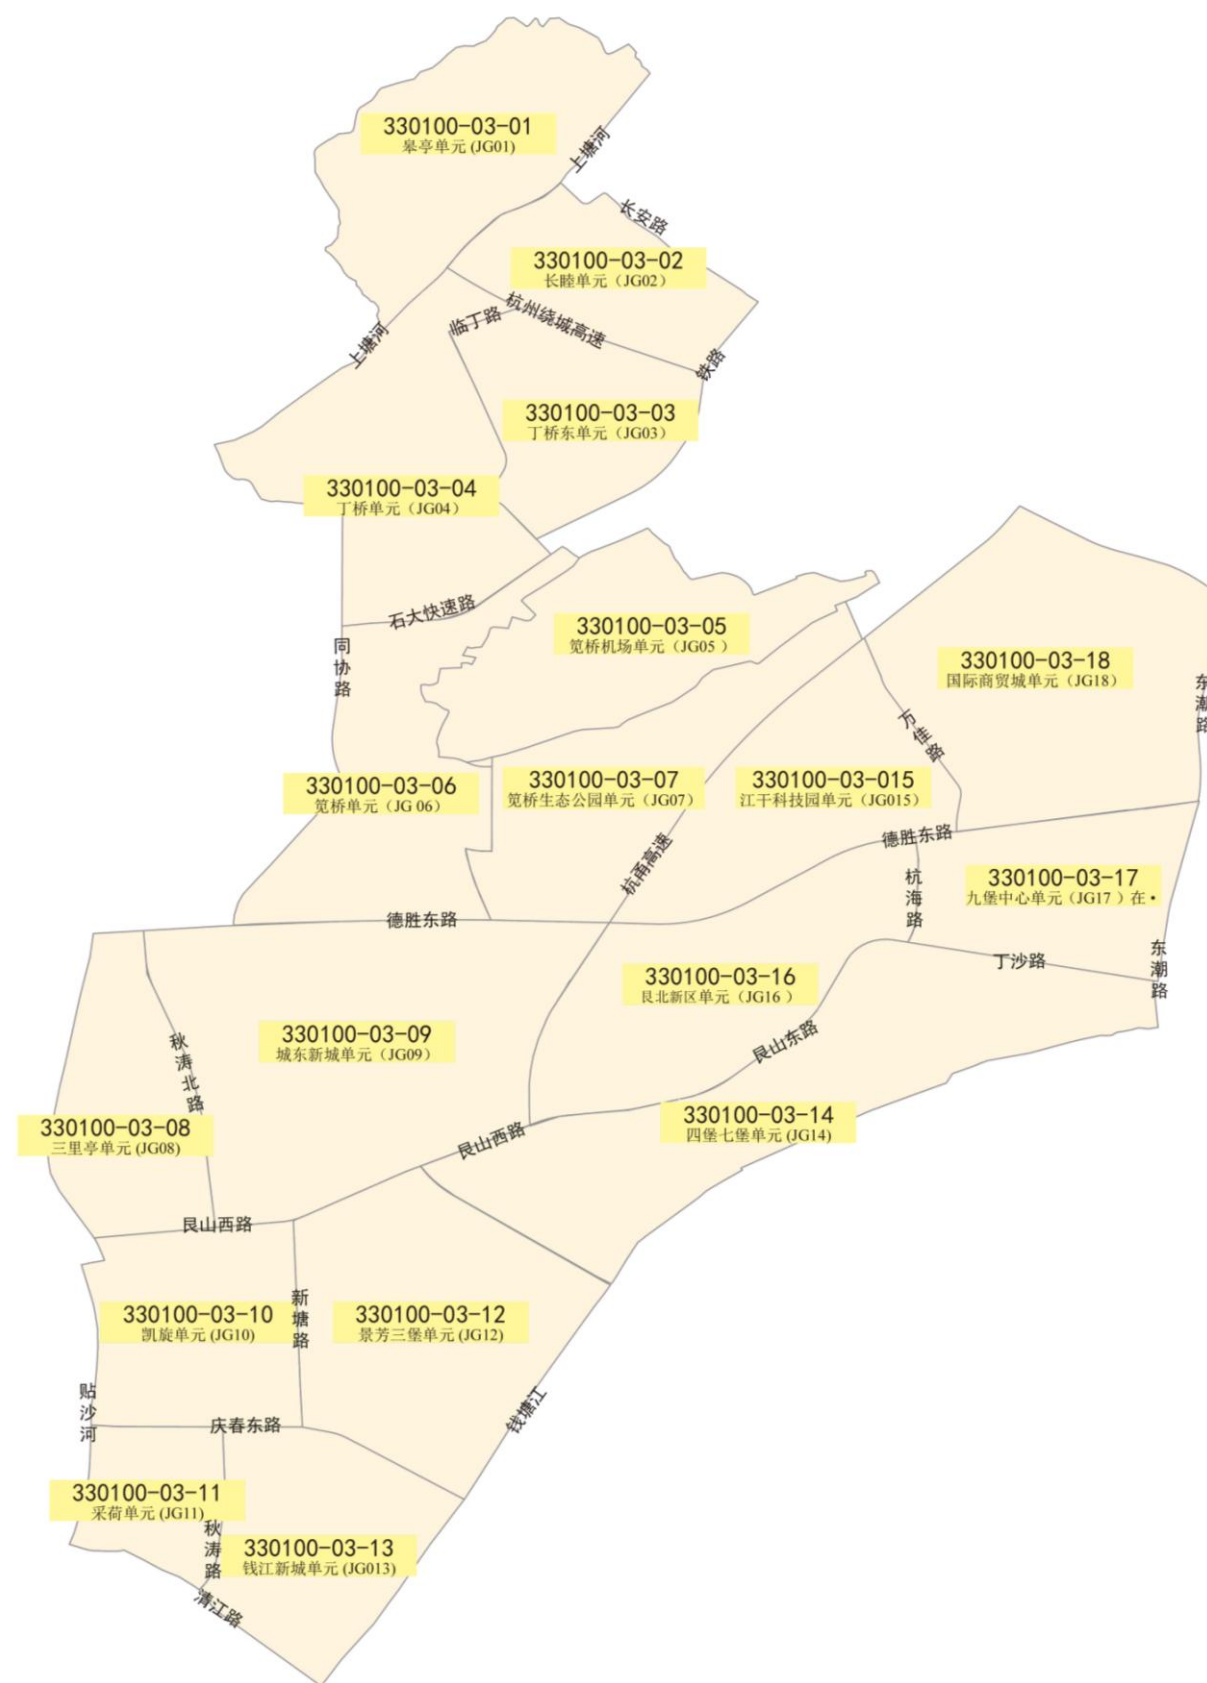 330100-03-01
皋亭单元 (JG01)
上塘河
长安路
330100-03-02
长睦单元（JG02）
杭州绕城高速
临丁路
上塘河
铁路
330100-03-03
丁桥东单元（JG03）
330100-03-04
丁桥单元（JG04）
石大快速路
330100-03-05
笕桥机场单元（JG05 ）
同协路
330100-03-18
国际商贸城单元（JG18）
东潮路
万佳路
330100-03-06
笕桥单元（JG 06）
330100-03-07
笕桥生态公园单元（JG07）
330100-03-015
江干科技园单元（JG015）
德胜东路
杭甬高速
杭海路
330100-03-17
九堡中心单元（JG17 ）在 •
德胜东路
东潮路
丁沙路
330100-03-16
艮北新区单元（JG16 ）
330100-03-09
城东新城单元（JG09）
秋涛北路
艮山东路
330100-03-08
三里亭单元 (JG08)
330100-03-14
四堡七堡单元 (JG14)
艮山西路
艮山西路
330100-03-10
凯旋单元 (JG10)
新塘路
330100-03-12
景芳三堡单元 (JG12)
贴沙河
庆春东路
钱塘江
330100-03-11
采荷单元 (JG11)
秋涛路
330100-03-13
钱江新城单元 (JG013)
清江路